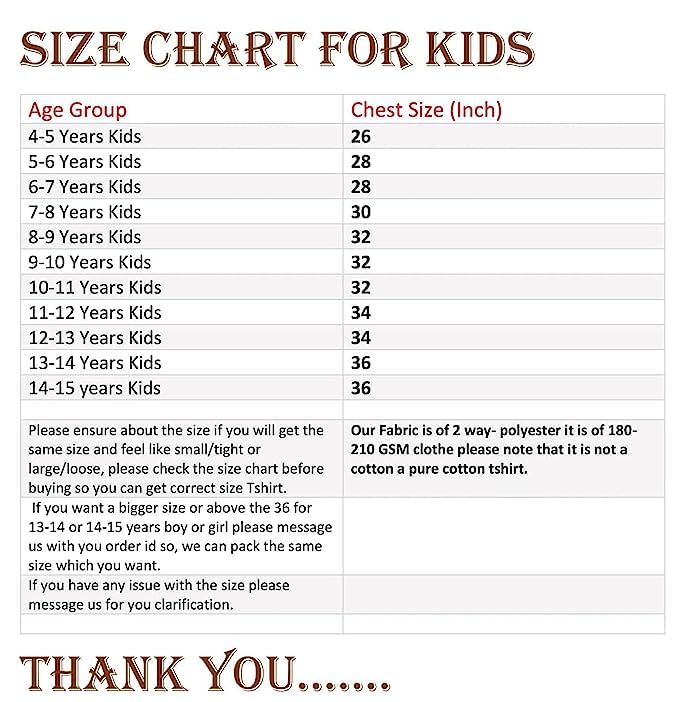 SIZE CHART FOR KIDS
Age Group Chest Size (Inch)
4-5 Years Kids 26
5-6 Years Kids 28
6-7 Years Kids 28
7-8 Years Kids 30
8-9 Years Kids 32
9-10 Years Kids 32
10-11 Years Kids 32
11-12 Years Kids 34
12-13 Years Kids 34
13-14 Years Kids 36
14-15 years Kids 36
Please ensure about the size if you will get the
same size and feel like small/tight or
large/loose, please check the size chart before
buying so you can get correct size Tshirt.
Our Fabric is of 2 way- polyester it is of 180-
210 GSM clothe please note that it is not a
cotton a pure cotton tshirt.
If you want a bigger size or above the 36 for
13-14 or 14-15 years boy or girl please message
us with you order id so, we can pack the same
size which you want.
If you have any issue with the size please
message us for you clarification.
THANK YOU.......